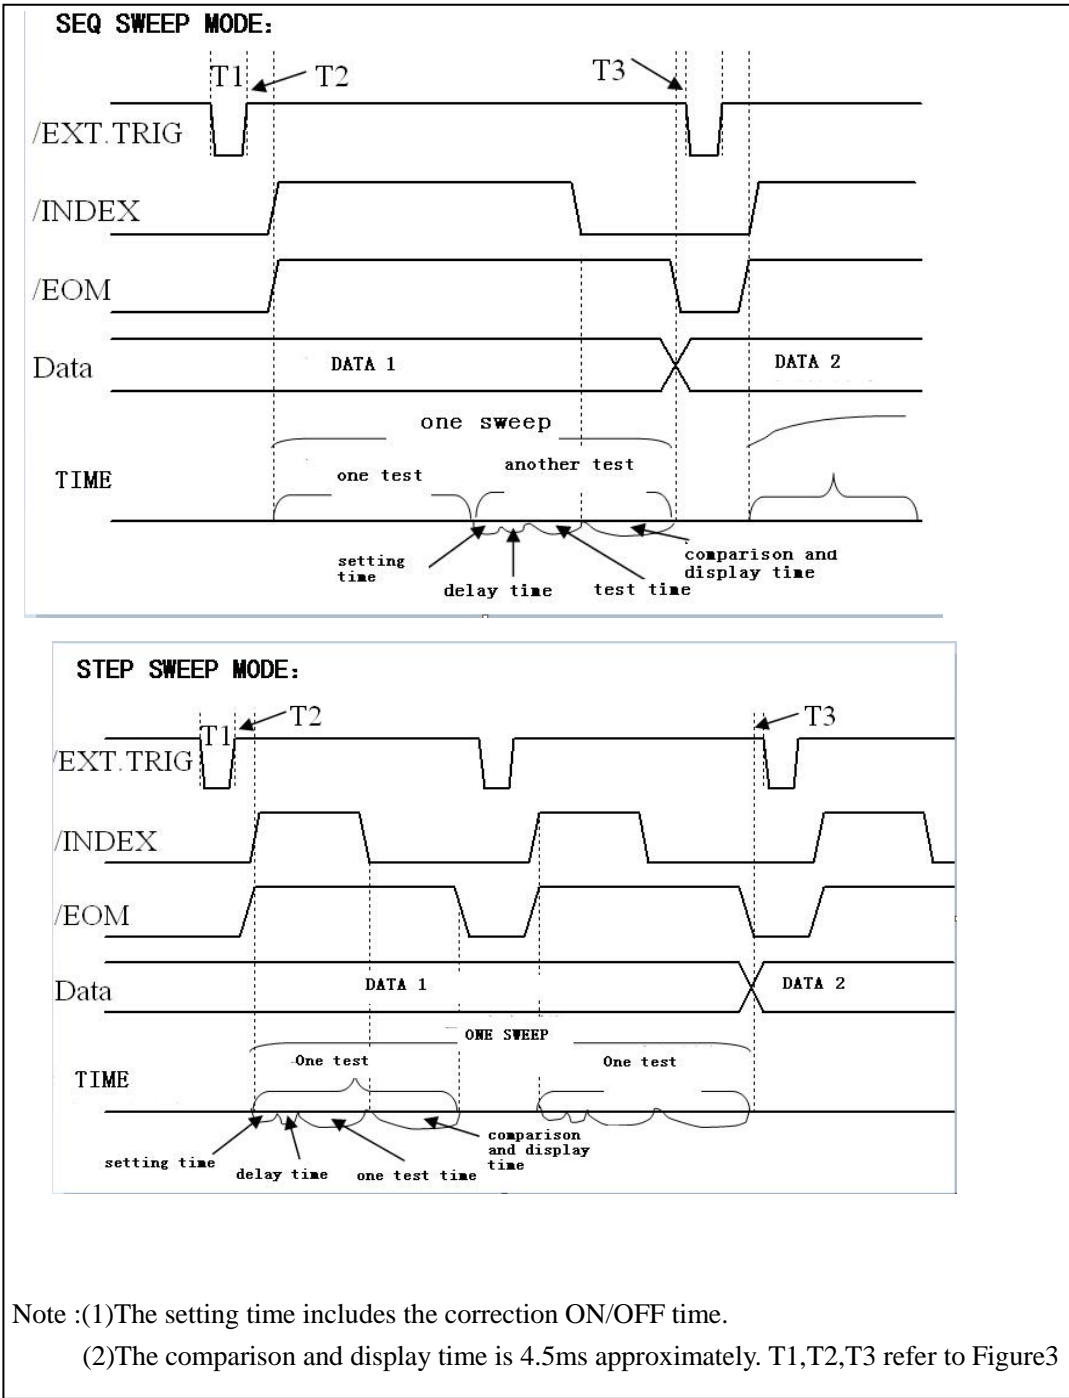 SEQ SWEEP MODE:
T1 T2 T3
/EXT.TRIG
/INDEX
/EOM
Data DATA 1 DATA 2
one sweep
another test
one test
TIME
setting
time
delay time
test time
comparison and
display time
STEP SWEEP MODE:
T1 T2 T3
/EXT.TRIG
/INDEX
/EOM
Data DATA 1 DATA 2
ONE SWEEP
One test One test
TIME
setting time
delay time
one test time
comparison
and display
time
Note :(1)The setting time includes the correction ON/OFF time.
(2)The comparison and display time is 4.5ms approximately. T1,T2,T3 refer to Figure3